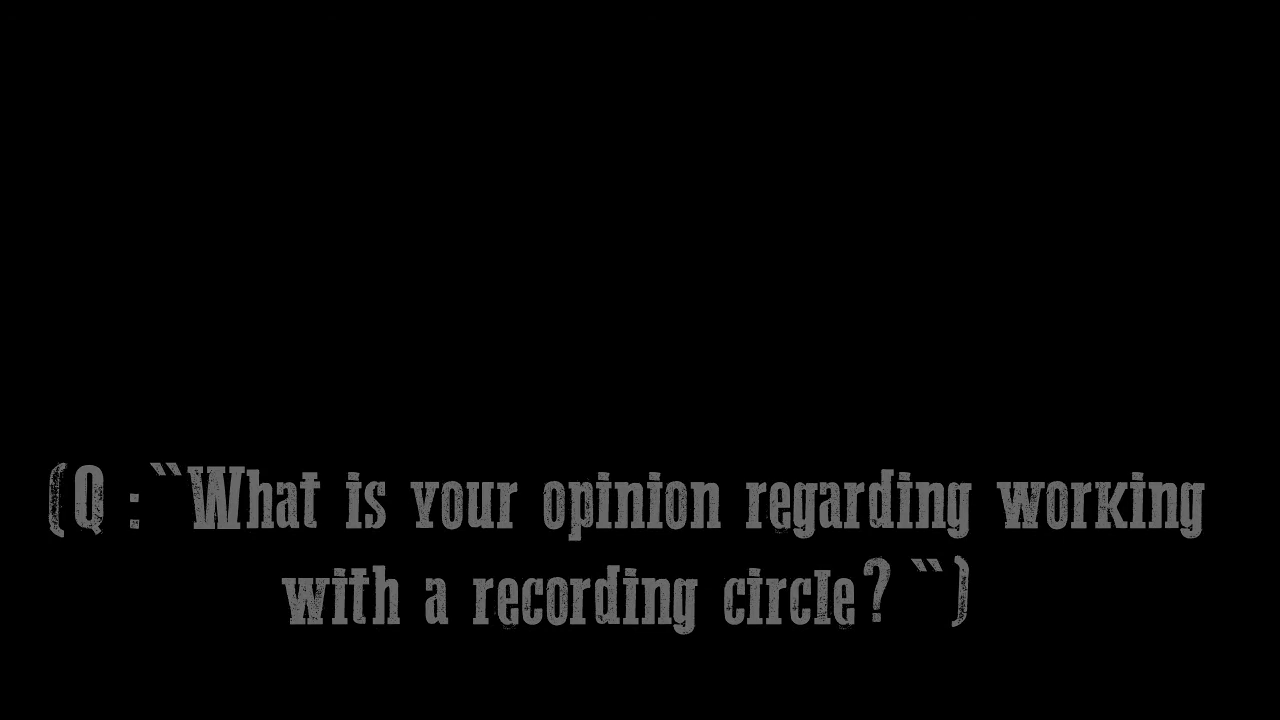 (Q :``What is your opinion regarding working
with a recording circle? ``)